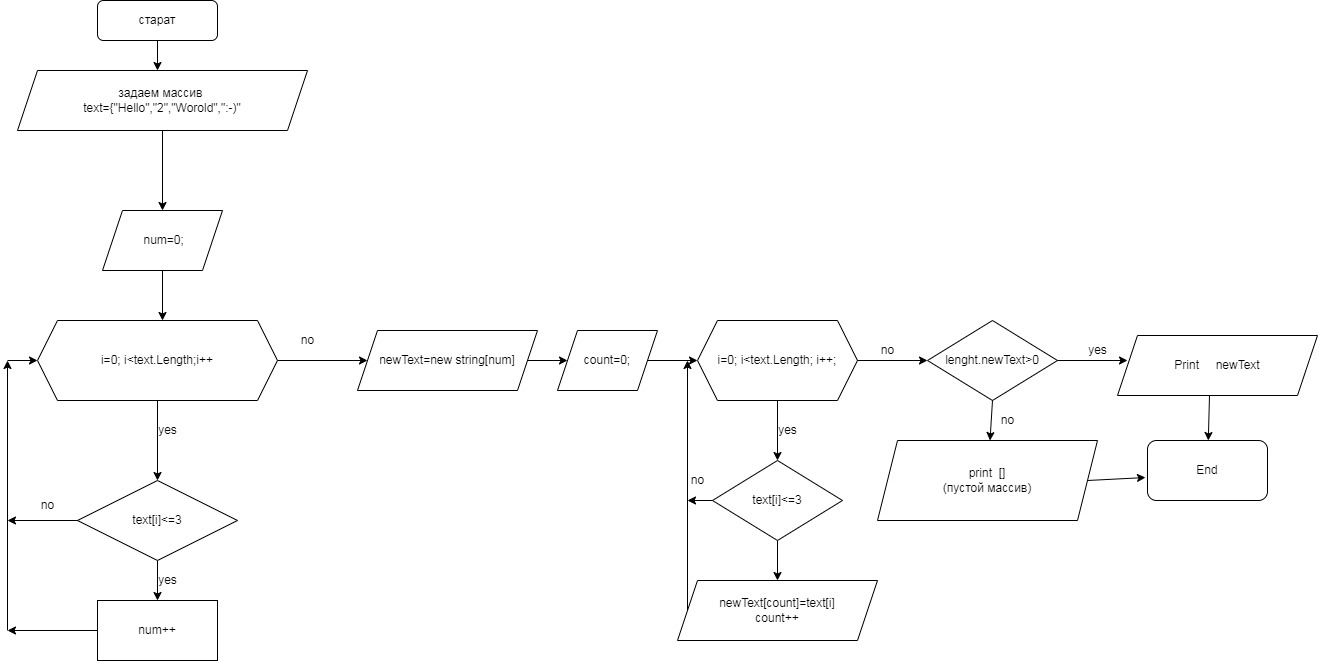 старат
задаем массив
text={"Hello","2","Worold",":-)"
num=0;
i=0; i<text.Length;i++
no
yes
text[i]<=3
no
yes
num++
newText=new string[num]
count=0;
i=0; i<text.Length; i++;
no
yes
text[i]<=3
no
newText[count]=text[i]
count++
lenght.newText>0
yes
no
Print newText
print []
(пустой массив)
End